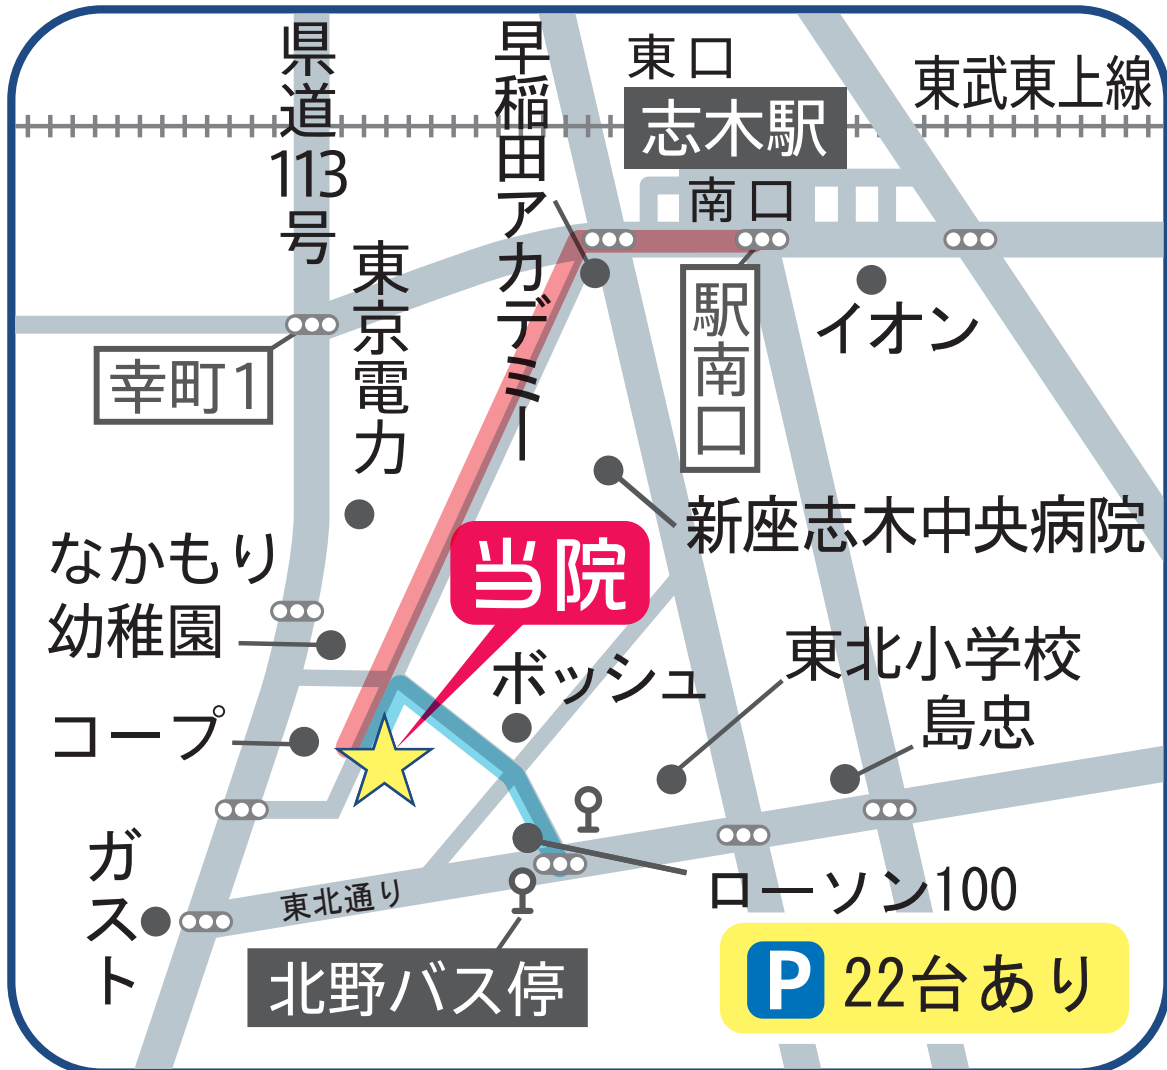 県道113号
早稲田アカデミー
東口
志木駅
東武東上線
南口
東京電力
駅南口
イオン
幸町1
新座志木中央病院
なかもり
幼稚園
当院
ボッシュ
東北小学校
島忠
コープ
ガスト
東北通り
ローソン100
北野バス停
P 22台あり